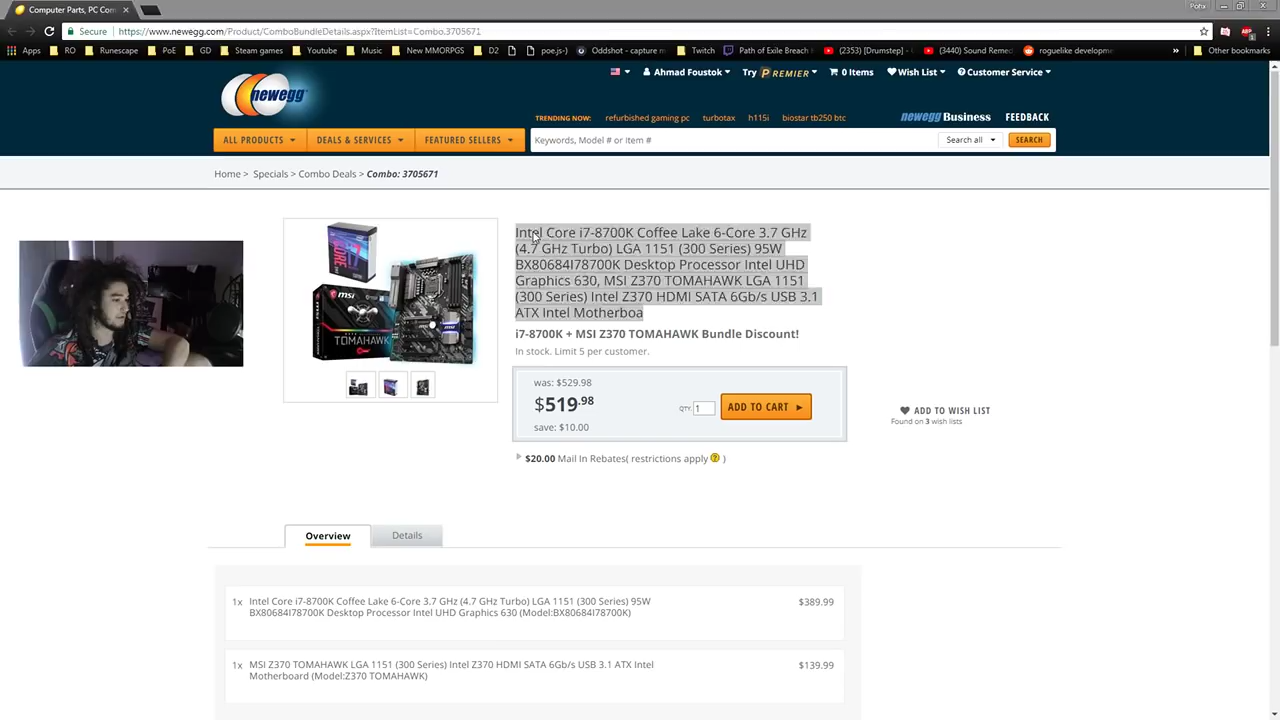 Computer Parts, PC Com
Poha
Secure
https://www.newegg.com/Product/ComboBundleDetails.aspx?ItemList=Combo.3705671
Apps RO Runescape PoE GD Steam games Youtube Music New MMORPGS D2 (poe.js-) Oddshot - capture m Twitch Path of Exile Breach (2353) [Drumstep] - (3440) Sound Remed roguelike developme » Other bookmarks
newegg
Ahmad Foustok Try PREMIER 0 Items Wish List Customer Service
TRENDING NOW: refurbished gaming pc turbotax h115i biostar tb250 btc
newegg Business FEEDBACK
ALL PRODUCTS DEALS & SERVICES FEATURED SELLERS Keywords, Model # or Item # Search all SEARCH
Home > Specials > Combo Deals > Combo: 3705671
Intel Core i7-8700K Coffee Lake 6-Core 3.7 GHz
(4.7 GHz Turbo) LGA 1151 (300 Series) 95W
BX80684I78700K Desktop Processor Intel UHD
Graphics 630, MSI Z370 TOMAHAWK LGA 1151
(300 Series) Intel Z370 HDMI SATA 6Gb/s USB 3.1
ATX Intel Motherboa
i7-8700K + MSI Z370 TOMAHAWK Bundle Discount!
In stock. Limit 5 per customer.
msi
TOMAHAWK
was: $529.98
$519.98
QTY 1
ADD TO CART
save: $10.00
ADD TO WISH LIST
Found on 3 wish lists
$20.00 Mail In Rebates( restrictions apply ? )
Overview Details
1x Intel Core i7-8700K Coffee Lake 6-Core 3.7 GHz (4.7 GHz Turbo) LGA 1151 (300 Series) 95W $389.99
BX80684I78700K Desktop Processor Intel UHD Graphics 630 (Model:BX80684I78700K)
1x MSI Z370 TOMAHAWK LGA 1151 (300 Series) Intel Z370 HDMI SATA 6Gb/s USB 3.1 ATX Intel $139.99
Motherboard (Model:Z370 TOMAHAWK)